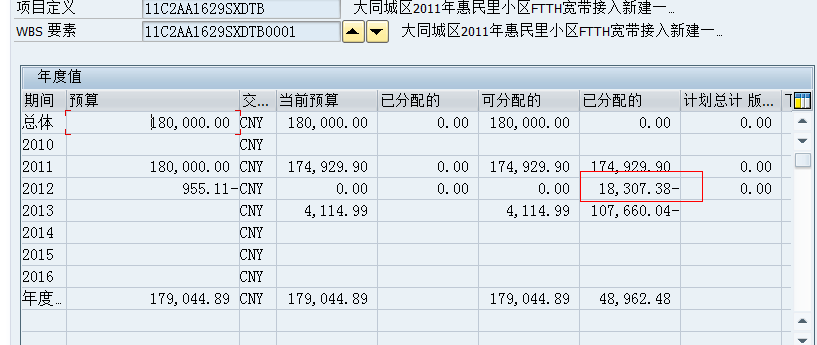 项目定义 11C2AA1629SXDTB 大同城区2011年惠民里小区FTTH宽带接入新建一…
WBS 要素 11C2AA1629SXDTB0001 大同城区2011年惠民里小区FTTH宽带接入新建一…
年度值
期间 预算 交… 当前预算 已分配的 可分配的 已分配的 计划总计 版…
总体 180,000.00 CNY 180,000.00 0.00 180,000.00 0.00 0.00
2010 CNY
2011 180,000.00 CNY 174,929.90 0.00 174,929.90 174,929.90 0.00
2012 955.11-CNY 0.00 0.00 0.00 18,307.38- 0.00
2013 CNY 4,114.99 4,114.99 107,660.04-
2014 CNY
2015 CNY
2016 CNY
年度… 179,044.89 CNY 179,044.89 179,044.89 48,962.48